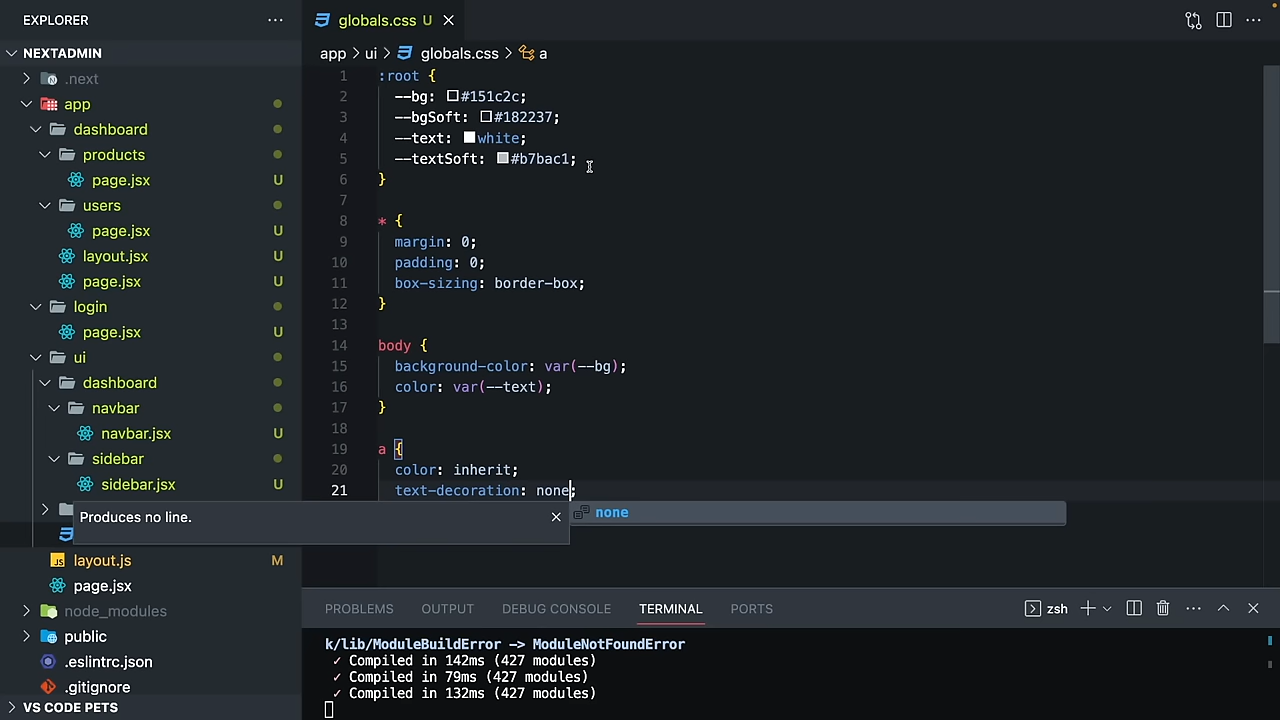 EXPLORER
NEXTADMIN
.next
app
dashboard
products
page.jsx U
users
page.jsx U
layout.jsx U
page.jsx U
login
page.jsx U
ui
dashboard
navbar
navbar.jsx U
sidebar
sidebar.jsx U
layout.js M
page.jsx
node_modules
public
.eslintrc.json
.gitignore
VS CODE PETS
globals.css U
app > ui > globals.css > a
1 :root {
2 --bg: #151c2c;
3 --bgSoft: #182237;
4 --text: white;
5 --textSoft: #b7bac1;
6 }
7
8 * {
9 margin: 0;
10 padding: 0;
11 box-sizing: border-box;
12 }
13
14 body {
15 background-color: var(--bg);
16 color: var(--text);
17 }
18
19 a {
20 color: inherit;
21 text-decoration: none;
Produces no line.
none
PROBLEMS OUTPUT DEBUG CONSOLE TERMINAL PORTS
zsh
k/lib/ModuleBuildError -> ModuleNotFoundError
✓ Compiled in 142ms (427 modules)
✓ Compiled in 79ms (427 modules)
✓ Compiled in 132ms (427 modules)